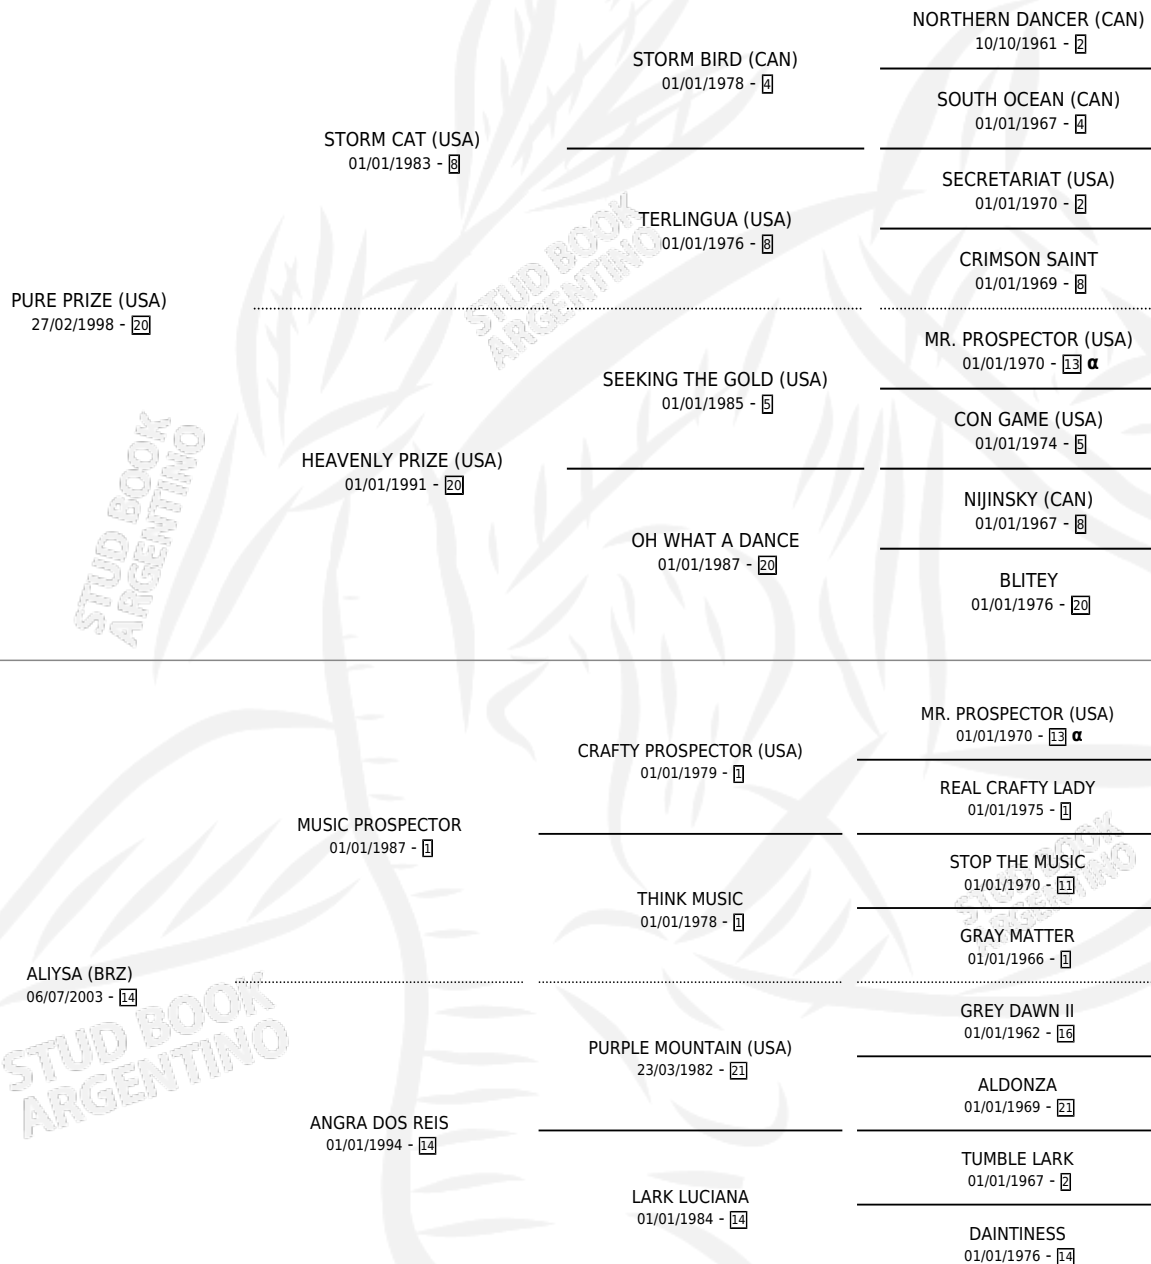 NORTHERN DANCER (CAN)
10/10/1961 - 2
STORM BIRD (CAN)
01/01/1978 - 4
SOUTH OCEAN (CAN)
01/01/1967 - 4
STORM CAT (USA)
01/01/1983 - 8
SECRETARIAT (USA)
01/01/1970 - 2
TERLINGUA (USA)
01/01/1976 - 8
CRIMSON SAINT
01/01/1969 - 8
PURE PRIZE (USA)
27/02/1998 - 20
MR. PROSPECTOR (USA)
01/01/1970 - 13 α
SEEKING THE GOLD (USA)
01/01/1985 - 5
CON GAME (USA)
01/01/1974 - 5
HEAVENLY PRIZE (USA)
01/01/1991 - 20
NIJINSKY (CAN)
01/01/1967 - 8
OH WHAT A DANCE
01/01/1987 - 20
BLITEY
01/01/1976 - 20
MR. PROSPECTOR (USA)
01/01/1970 - 13 α
CRAFTY PROSPECTOR (USA)
01/01/1979 - 1
REAL CRAFTY LADY
01/01/1975 - 1
MUSIC PROSPECTOR
01/01/1987 - 1
STOP THE MUSIC
01/01/1970 - 11
THINK MUSIC
01/01/1978 - 1
GRAY MATTER
01/01/1966 - 1
ALIYSA (BRZ)
06/07/2003 - 14
GREY DAWN II
01/01/1962 - 16
PURPLE MOUNTAIN (USA)
23/03/1982 - 21
ALDONZA
01/01/1969 - 21
ANGRA DOS REIS
01/01/1994 - 14
TUMBLE LARK
01/01/1967 - 2
LARK LUCIANA
01/01/1984 - 14
DAINTINESS
01/01/1976 - 14
STUD BOOK
ARGENTINO
STUD BOOK
ARGENTINO
STUD BOOK
ARGENTINO
STUD BOOK
ARGENTINO